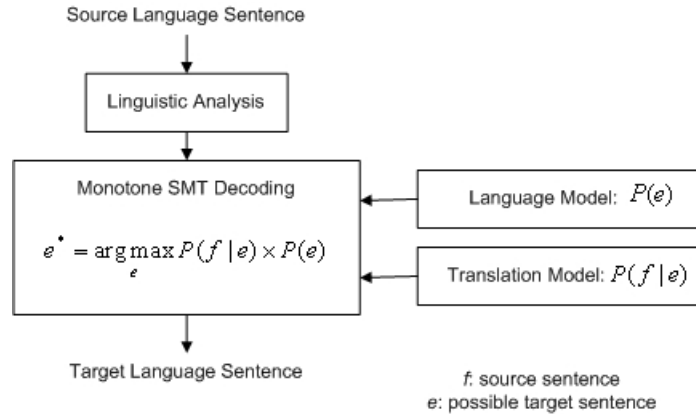 Source Language Sentence
Linguistic Analysis
Monotone SMT Decoding
e* = arg max P(f | e) × P(e)
e
Language Model: P(e)
Translation Model: P(f | e)
Target Language Sentence
f: source sentence
e: possible target sentence